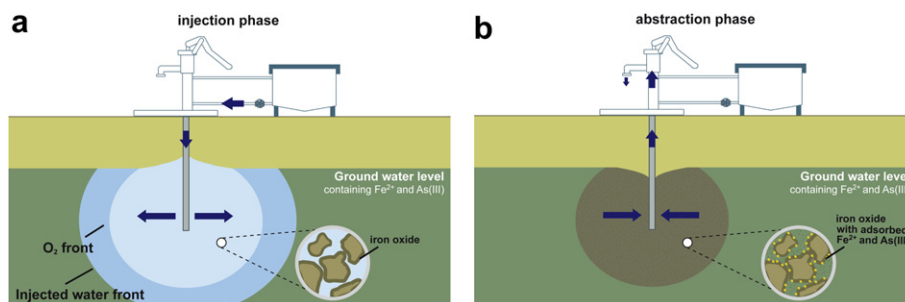 a
injection phase
Ground water level
containing Fe²⁺ and As(III)
iron oxide
O₂ front
Injected water front
b
abstraction phase
Ground water level
containing Fe²⁺ and As(III)
iron oxide
with adsorbed
Fe²⁺ and As(III)